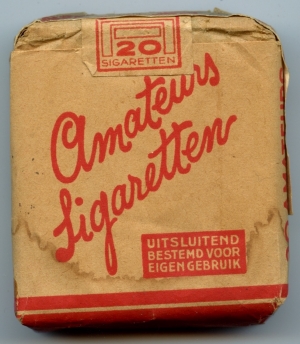 20
SIGARETTEN
Amateurs
Sigaretten
UITSLUITEND
BESTEMD VOOR
EIGEN GEBRUIK